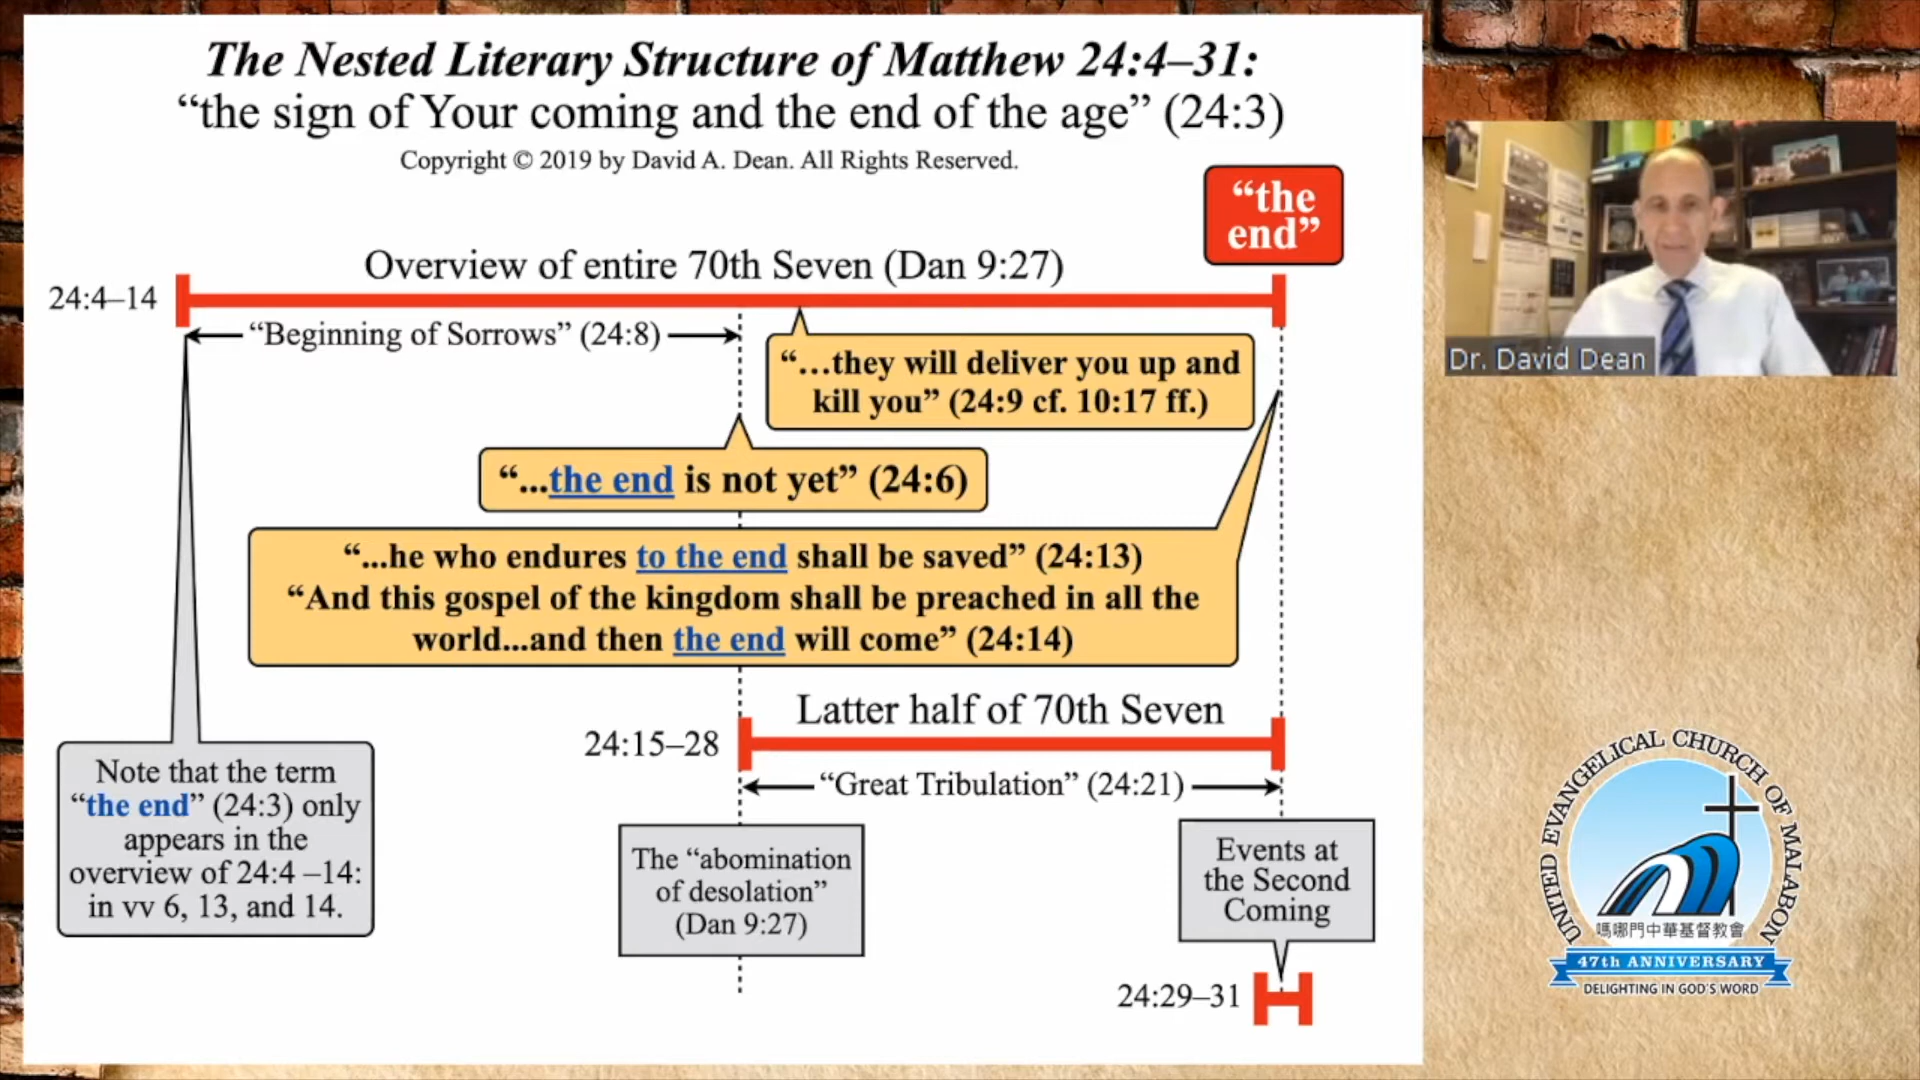 The Nested Literary Structure of Matthew 24:4–31:
“the sign of Your coming and the end of the age” (24:3)
Copyright © 2019 by David A. Dean. All Rights Reserved.
“the
end”
Overview of entire 70th Seven (Dan 9:27)
24:4–14
“Beginning of Sorrows” (24:8)
“…they will deliver you up and
kill you” (24:9 cf. 10:17 ff.)
“...the end is not yet” (24:6)
“...he who endures to the end shall be saved” (24:13)
“And this gospel of the kingdom shall be preached in all the
world...and then the end will come” (24:14)
Latter half of 70th Seven
24:15–28
“Great Tribulation” (24:21)
Note that the term
“the end” (24:3) only
appears in the
overview of 24:4 –14:
in vv 6, 13, and 14.
The “abomination
of desolation”
(Dan 9:27)
Events at
the Second
Coming
24:29–31
Dr. David Dean
UNITED EVANGELICAL CHURCH OF MALABON
嗎哪門中華基督教會
47th ANNIVERSARY
DELIGHTING IN GOD'S WORD